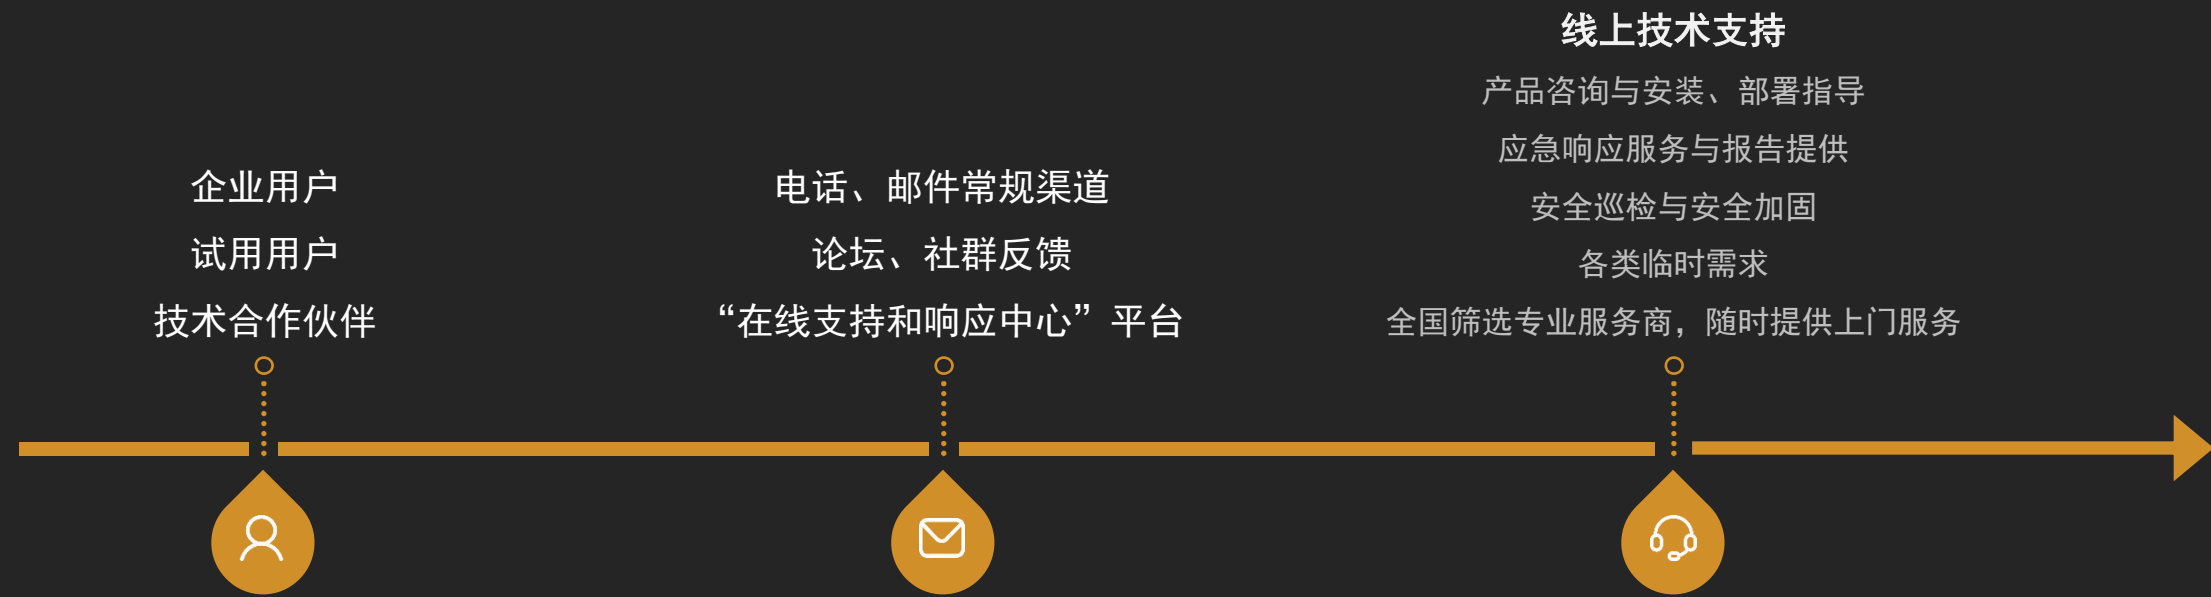 企业用户
试用用户
技术合作伙伴
电话、邮件常规渠道
论坛、社群反馈
“在线支持和响应中心”平台
线上技术支持
产品咨询与安装、部署指导
应急响应服务与报告提供
安全巡检与安全加固
各类临时需求
全国筛选专业服务商，随时提供上门服务